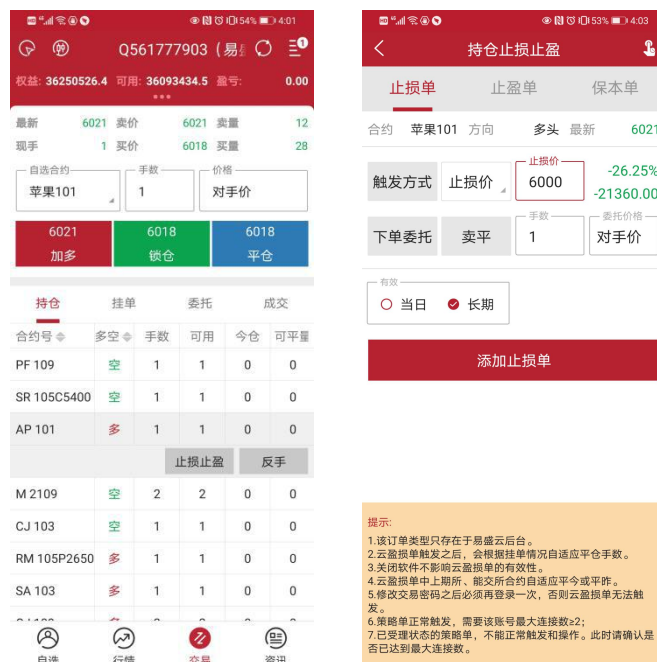 54% 4:01
Q561777903 (易
1
权益: 36250526.4 可用: 36093434.5 盈亏: 0.00
最新 6021 卖价 6021 卖量 12
现手 1 买价 6018 买量 28
自选合约 手数 价格
苹果101 1 对手价
6021 6018 6018
加多 锁仓 平仓
持仓 挂单 委托 成交
合约号 多空 手数 可用 今仓 可平量
PF 109 空 1 1 0 0
SR 105C5400 空 1 1 0 0
AP 101 多 1 1 0 0
止损止盈 反手
M 2109 空 2 2 0 0
CJ 103 空 1 1 0 0
RM 105P2650 多 1 1 0 0
SA 103 多 1 1 0 0
自选 行情 交易 资讯
53% 4:03
持仓止损止盈
止损单 止盈单 保本单
合约 苹果101 方向 多头 最新 6021
触发方式 止损价 止损价 6000 -26.25%
-21360.00
下单委托 卖平 手数 1 委托价格 对手价
有效
当日 长期
添加止损单
提示:
1.该订单类型只存在于易盛云后台。
2.云盈损单触发之后，会根据挂单情况自适应平仓手数。
3.关闭软件不影响云盈损单的有效性。
4.云盈损单中上期所、能交所合约自适应平今或平昨。
5.修改交易密码之后必须再登录一次，否则云盈损单无法触
发。
6.策略单正常触发，需要该账号最大连接数≥2;
7.已受理状态的策略单，不能正常触发和操作。此时请确认是
否已达到最大连接数。